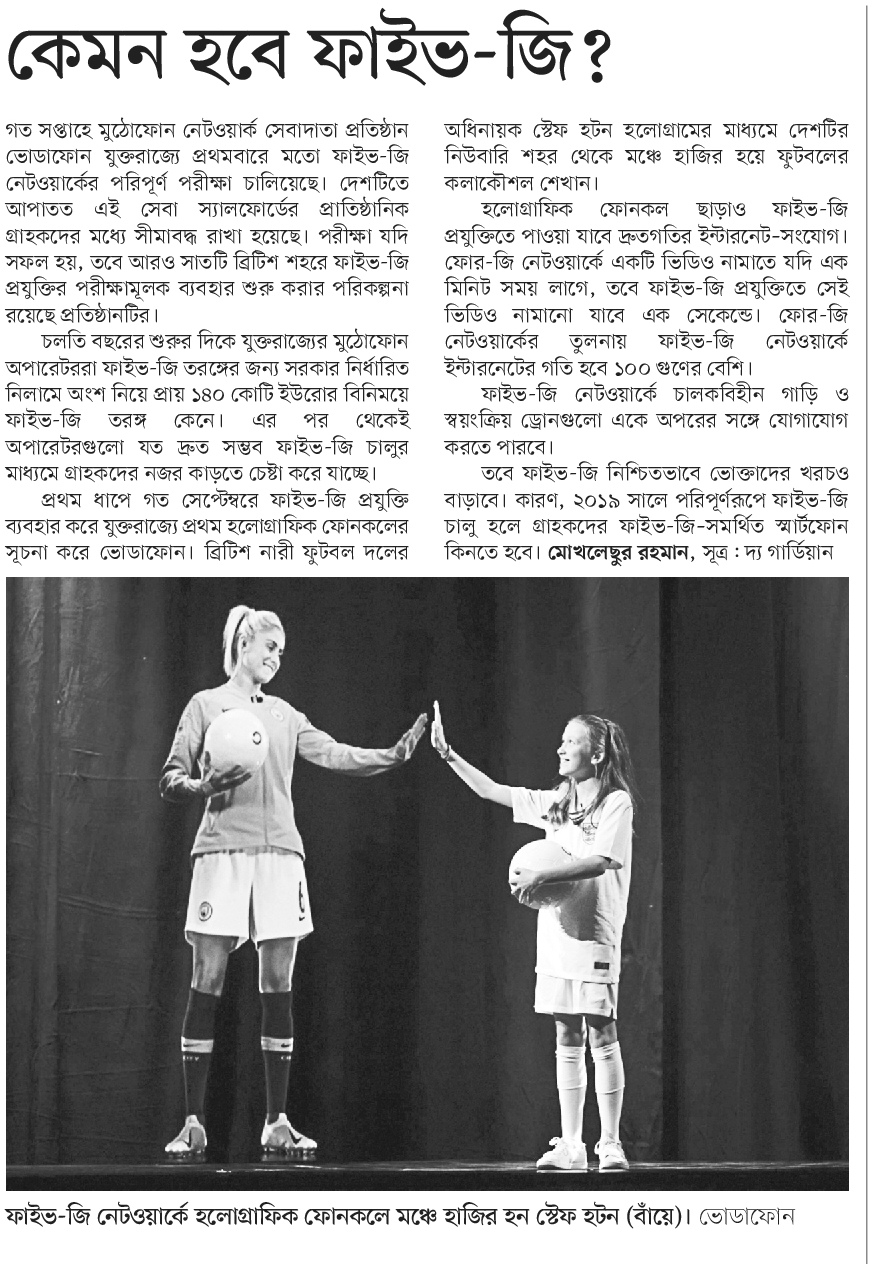 কেমন হবে ফাইভ-জি?
গত সপ্তাহে মুঠোফোন নেটওয়ার্ক সেবাদাতা প্রতিষ্ঠান
ভোডাফোন যুক্তরাজ্যে প্রথমবারে মতো ফাইভ-জি
নেটওয়ার্কের পরিপূর্ণ পরীক্ষা চালিয়েছে। দেশটিতে
আপাতত এই সেবা স্যালফোর্ডের প্রাতিষ্ঠানিক
গ্রাহকদের মধ্যে সীমাবদ্ধ রাখা হয়েছে। পরীক্ষা যদি
সফল হয়, তবে আরও সাতটি ব্রিটিশ শহরে ফাইভ-জি
প্রযুক্তির পরীক্ষামূলক ব্যবহার শুরু করার পরিকল্পনা
রয়েছে প্রতিষ্ঠানটির।
চলতি বছরের শুরুর দিকে যুক্তরাজ্যের মুঠোফোন
অপারেটররা ফাইভ-জি তরঙ্গের জন্য সরকার নির্ধারিত
নিলামে অংশ নিয়ে প্রায় ১৪০ কোটি ইউরোর বিনিময়ে
ফাইভ-জি তরঙ্গ কেনে। এর পর থেকেই
অপারেটরগুলো যত দ্রুত সম্ভব ফাইভ-জি চালুর
মাধ্যমে গ্রাহকদের নজর কাড়তে চেষ্টা করে যাচ্ছে।
প্রথম ধাপে গত সেপ্টেম্বরে ফাইভ-জি প্রযুক্তি
ব্যবহার করে যুক্তরাজ্যে প্রথম হলোগ্রাফিক ফোনকলের
সূচনা করে ভোডাফোন। ব্রিটিশ নারী ফুটবল দলের
অধিনায়ক স্টেফ হটন হলোগ্রামের মাধ্যমে দেশটির
নিউবারি শহর থেকে মঞ্চে হাজির হয়ে ফুটবলের
কলাকৌশল শেখান।
হলোগ্রাফিক ফোনকল ছাড়াও ফাইভ-জি
প্রযুক্তিতে পাওয়া যাবে দ্রুতগতির ইন্টারনেট-সংযোগ।
ফোর-জি নেটওয়ার্কে একটি ভিডিও নামাতে যদি এক
মিনিট সময় লাগে, তবে ফাইভ-জি প্রযুক্তিতে সেই
ভিডিও নামানো যাবে এক সেকেন্ডে। ফোর-জি
নেটওয়ার্কের তুলনায় ফাইভ-জি নেটওয়ার্কে
ইন্টারনেটের গতি হবে ১০০ গুণের বেশি।
ফাইভ-জি নেটওয়ার্কে চালকবিহীন গাড়ি ও
স্বয়ংক্রিয় ড্রোনগুলো একে অপরের সঙ্গে যোগাযোগ
করতে পারবে।
তবে ফাইভ-জি নিশ্চিতভাবে ভোক্তাদের খরচও
বাড়াবে। কারণ, ২০১৯ সালে পরিপূর্ণরূপে ফাইভ-জি
চালু হলে গ্রাহকদের ফাইভ-জি-সমর্থিত স্মার্টফোন
কিনতে হবে। মোখলেছুর রহমান, সূত্র : দ্য গার্ডিয়ান
ফাইভ-জি নেটওয়ার্কে হলোগ্রাফিক ফোনকলে মঞ্চে হাজির হন স্টেফ হটন (বাঁয়ে)। ভোডাফোন